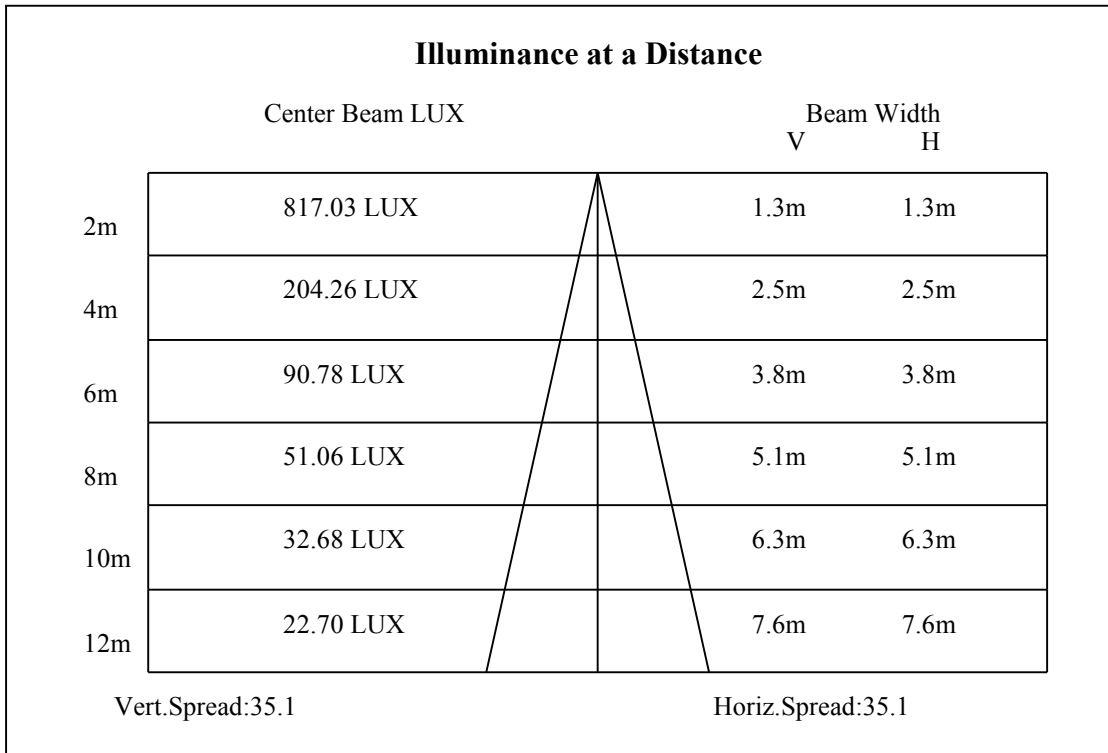 Illuminance at a Distance
Center Beam LUX Beam Width
V H
2m 817.03 LUX 1.3m 1.3m
4m 204.26 LUX 2.5m 2.5m
6m 90.78 LUX 3.8m 3.8m
8m 51.06 LUX 5.1m 5.1m
10m 32.68 LUX 6.3m 6.3m
12m 22.70 LUX 7.6m 7.6m
Vert.Spread:35.1 Horiz.Spread:35.1